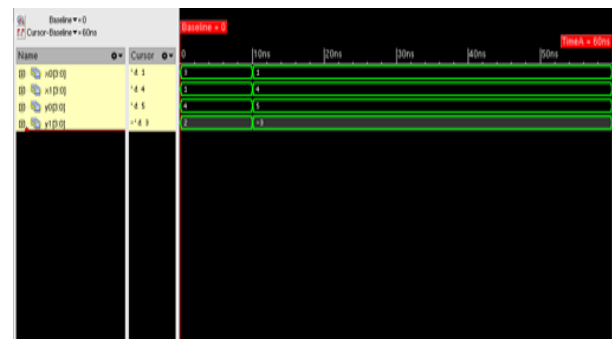 Baseline ▾ = 0
Cursor-Baseline ▾ = 60ns
Baseline = 0
TimeA = 60ns
Name Cursor 0 10ns 20ns 30ns 40ns 50ns
x0[3:0] 'd 1 3 1
x1[3:0] 'd 4 1 4
y0[3:0] 'd 5 4 5
y1[3:0] -'d 3 2 -3